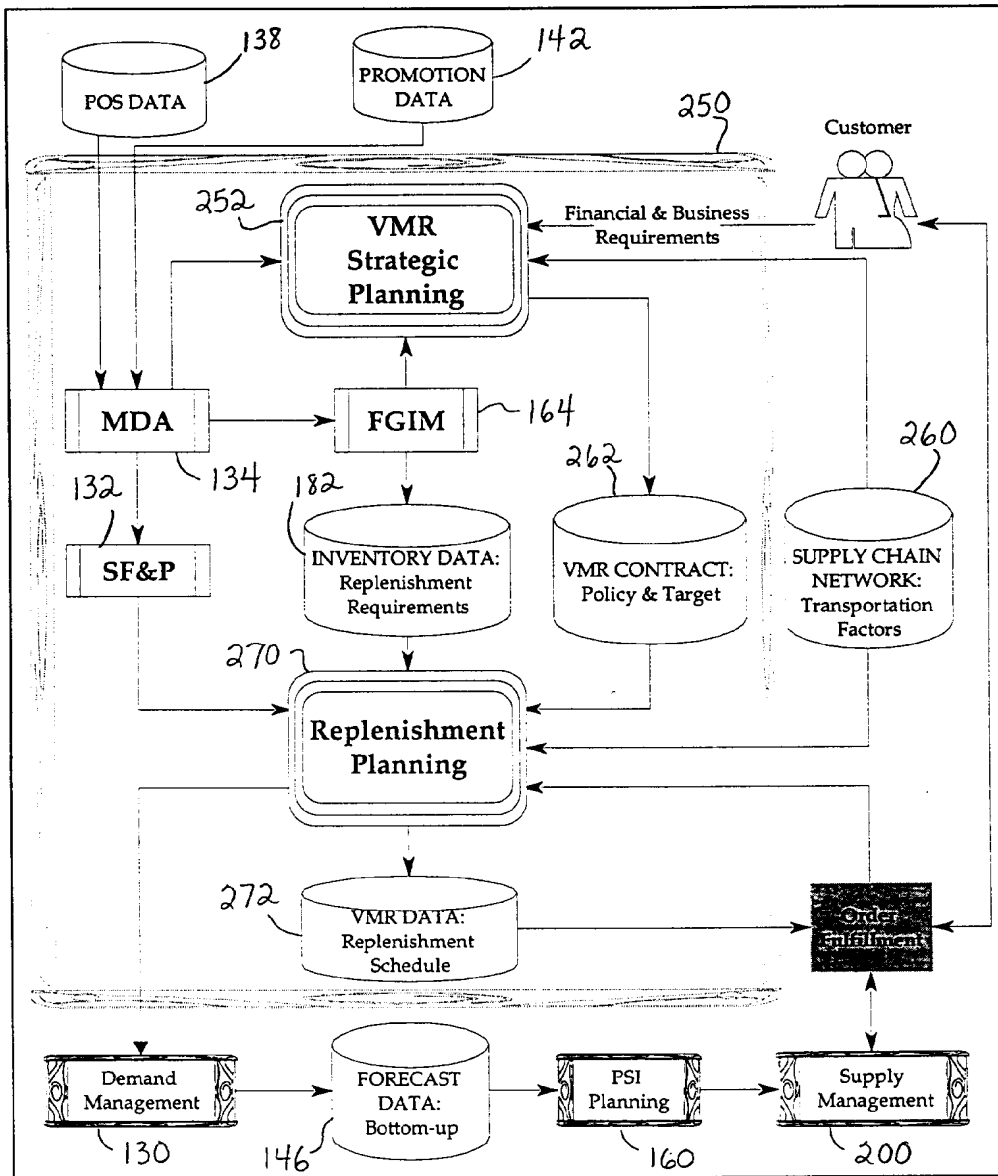 138
142
POS DATA
PROMOTION
DATA
250
Customer
252
VMR
Strategic
Planning
Financial & Business
Requirements
MDA
FGIM
164
134
132
182
262
260
SF&P
INVENTORY DATA:
Replenishment
Requirements
VMR CONTRACT:
Policy & Target
SUPPLY CHAIN
NETWORK:
Transportation
Factors
270
Replenishment
Planning
272
VMR DATA:
Replenishment
Schedule
Order
Fulfillment
Demand
Management
FORECAST
DATA:
Bottom-up
PSI
Planning
Supply
Management
130
146
160
200